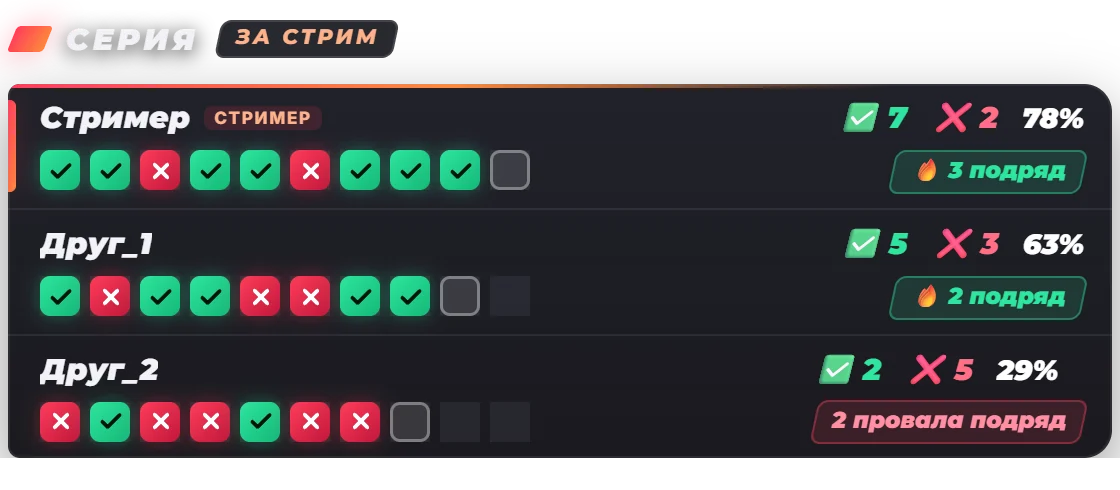 СЕРИЯ ЗА СТРИМ
Стример СТРИМЕР ✅ 7 ❌ 2 78%
🔥 3 подряд
Друг_1 ✅ 5 ❌ 3 63%
🔥 2 подряд
Друг_2 ✅ 2 ❌ 5 29%
2 провала подряд